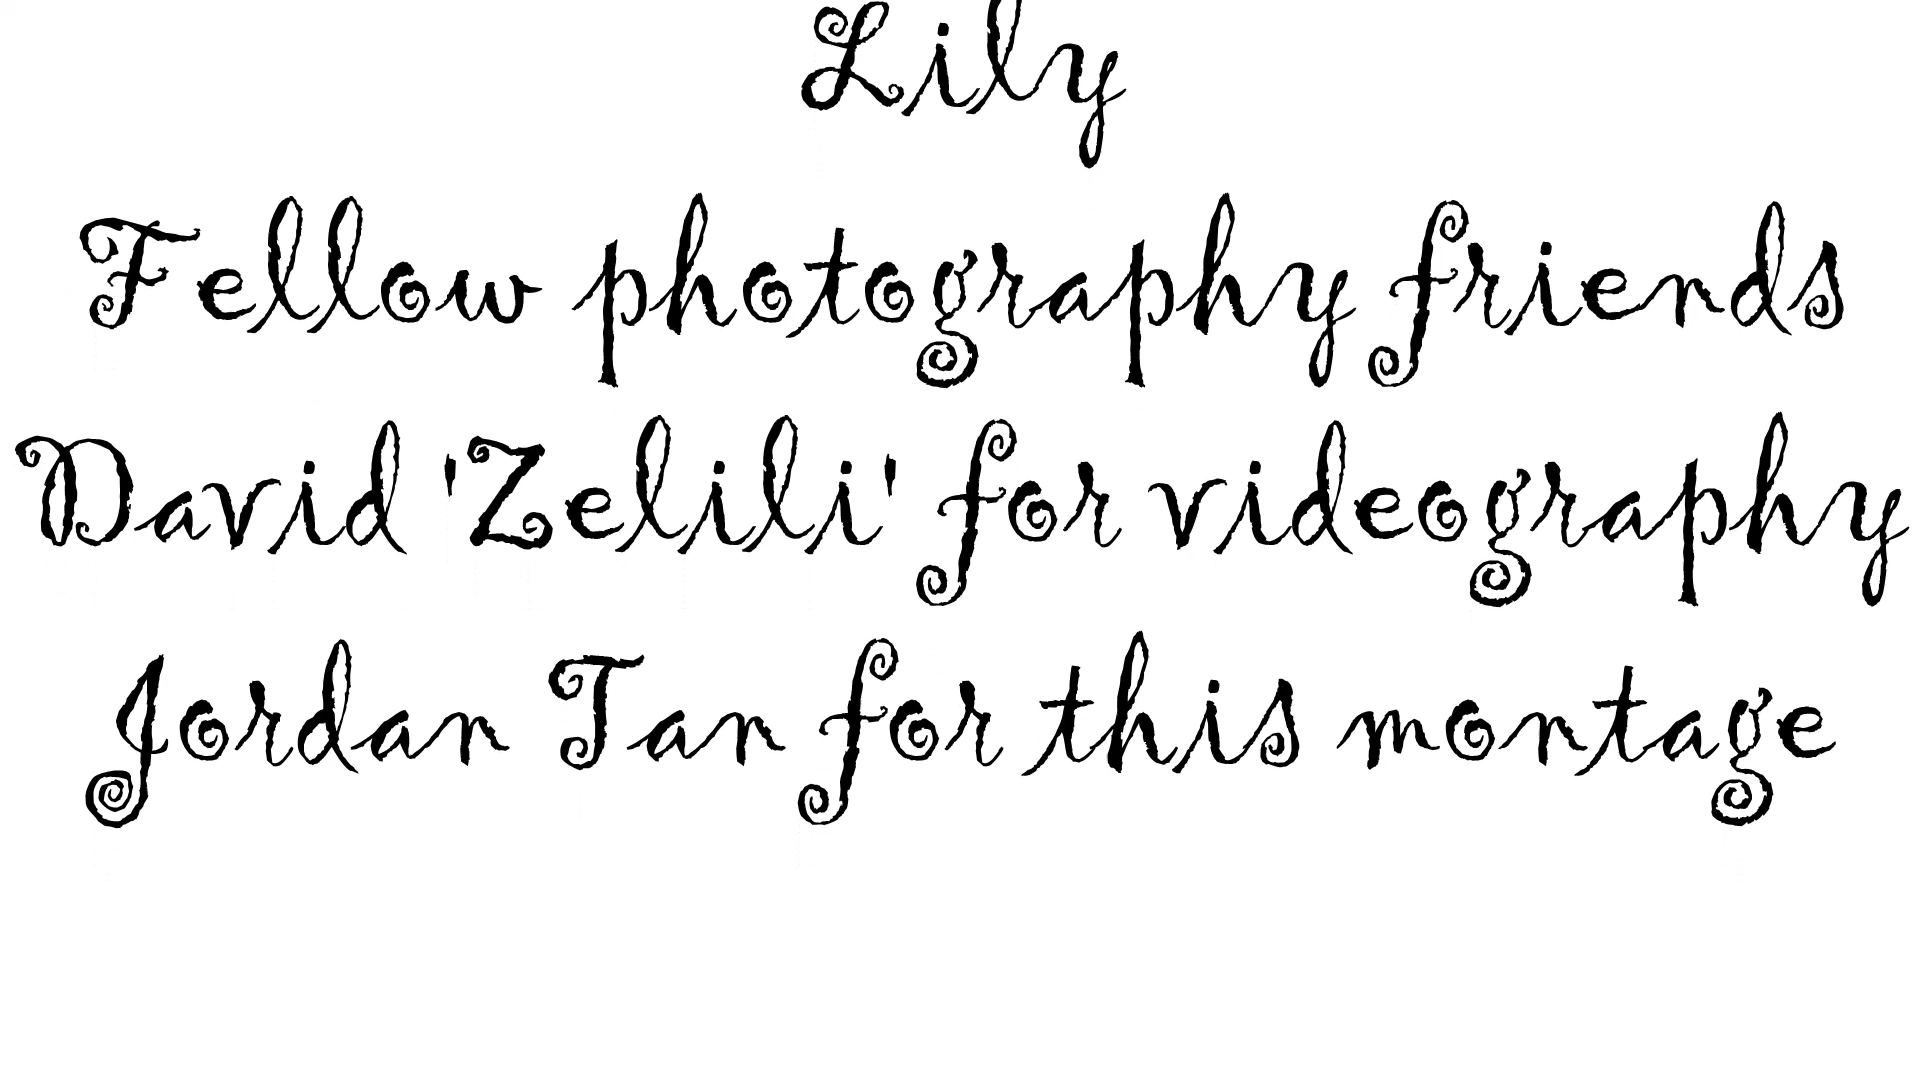 Lily
Fellow photography friends
David 'Zelili' for videography
Jordan Tan for this montage